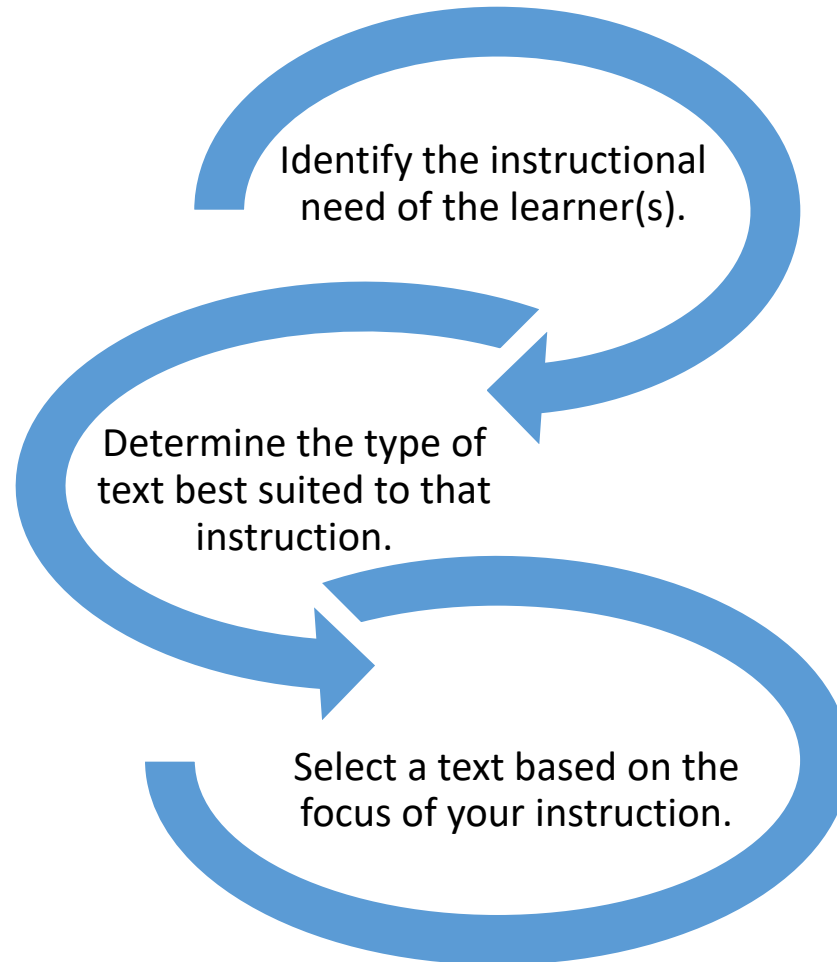 Identify the instructional
need of the learner(s).
Determine the type of
text best suited to that
instruction.
Select a text based on the
focus of your instruction.